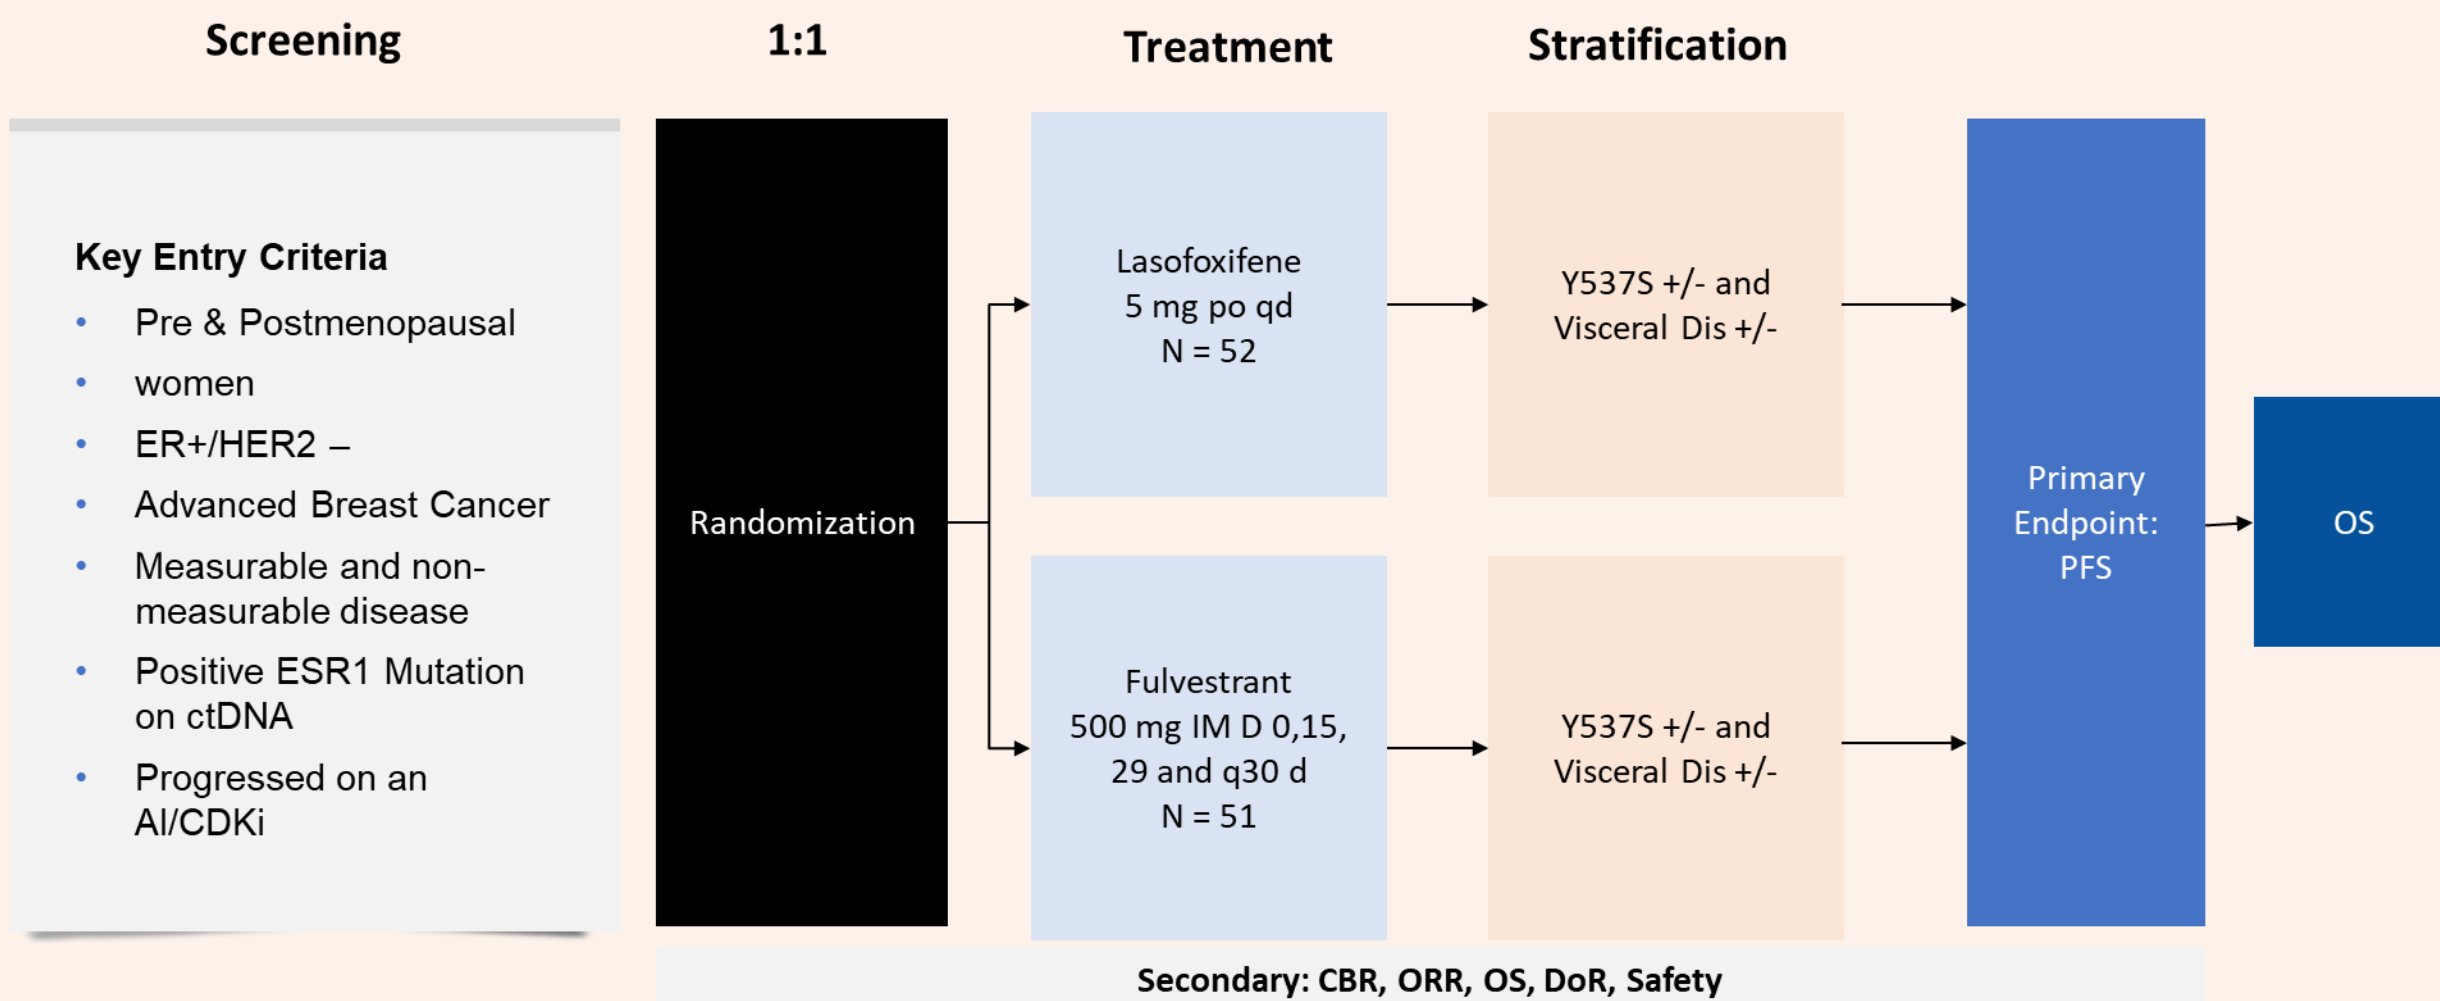 Screening
1:1
Treatment
Stratification
Key Entry Criteria
• Pre & Postmenopausal
• women
• ER+/HER2 –
• Advanced Breast Cancer
• Measurable and non-
measurable disease
• Positive ESR1 Mutation
on ctDNA
• Progressed on an
AI/CDKi
Randomization
Lasofoxifene
5 mg po qd
N = 52
Y537S +/- and
Visceral Dis +/-
Fulvestrant
500 mg IM D 0,15,
29 and q30 d
N = 51
Y537S +/- and
Visceral Dis +/-
Primary
Endpoint:
PFS
OS
Secondary: CBR, ORR, OS, DoR, Safety